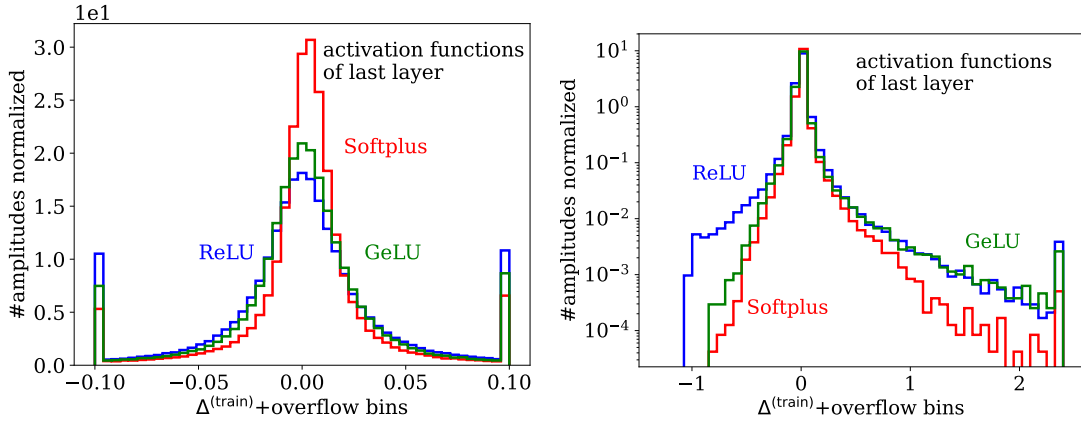 1e1
activation functions
of last layer
Softplus
ReLU
GeLU
#amplitudes normalized
3.0
2.5
2.0
1.5
1.0
0.5
0.0
−0.10
−0.05
0.00
0.05
0.10
Δ(train)+overflow bins
activation functions
of last layer
ReLU
GeLU
Softplus
#amplitudes normalized
10¹
10⁰
10⁻¹
10⁻²
10⁻³
10⁻⁴
−1
0
1
2
Δ(train)+overflow bins